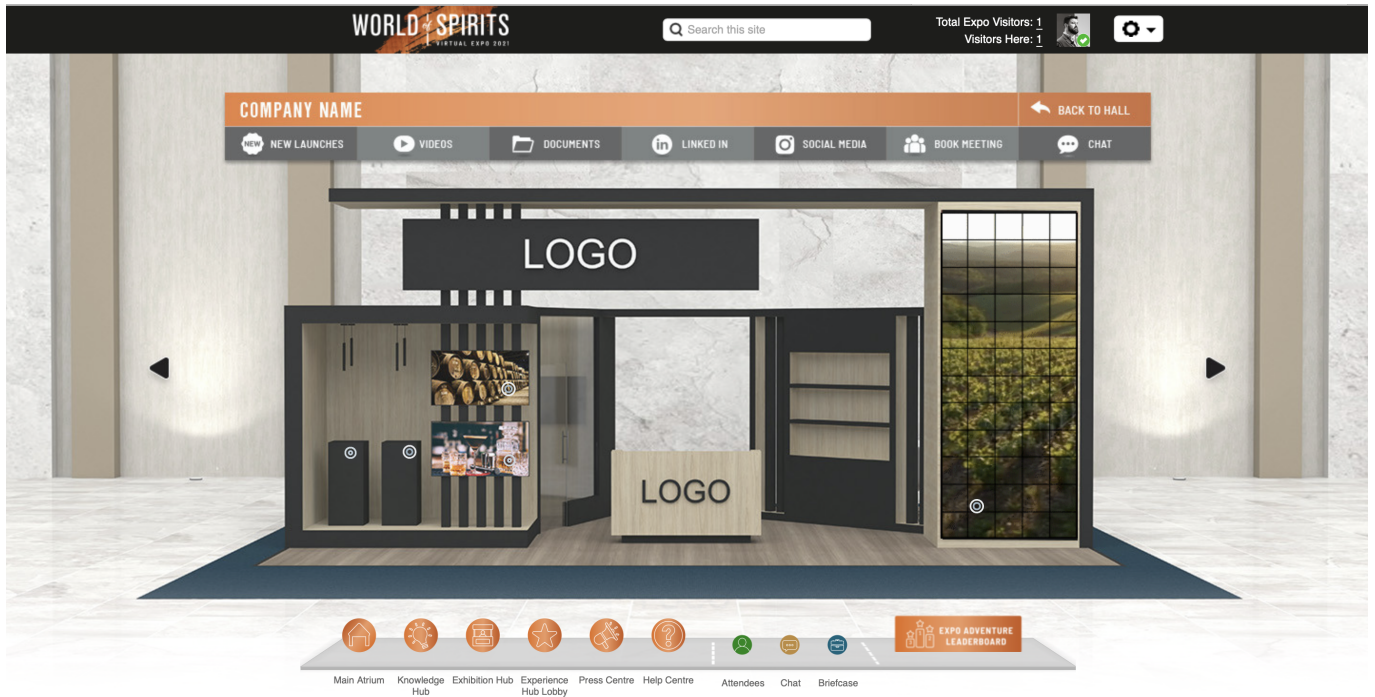 WORLD of SPIRITS
VIRTUAL EXPO 2021
Search this site
Total Expo Visitors: 1
Visitors Here: 1
COMPANY NAME
BACK TO HALL
NEW NEW LAUNCHES
VIDEOS
DOCUMENTS
in LINKED IN
SOCIAL MEDIA
BOOK MEETING
CHAT
LOGO
LOGO
EXPO ADVENTURE
LEADERBOARD
Main Atrium
Knowledge
Hub
Exhibition Hub
Experience
Hub Lobby
Press Centre
Help Centre
Attendees
Chat
Briefcase